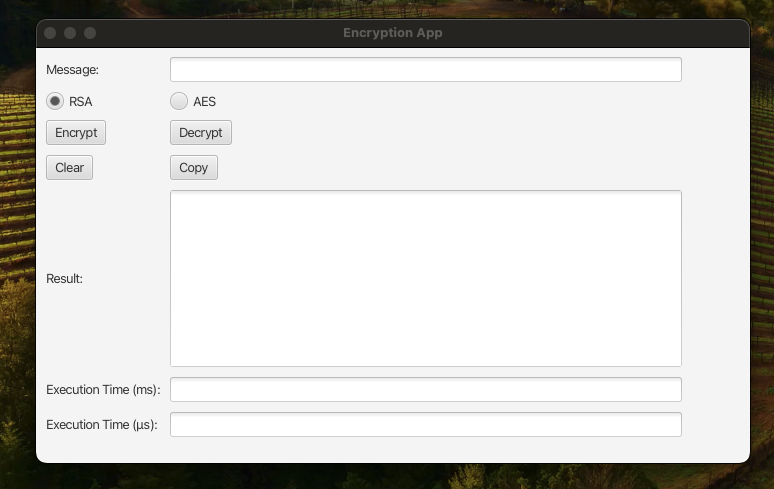 Encryption App
Message:
RSA AES
Encrypt Decrypt
Clear Copy
Result:
Execution Time (ms):
Execution Time (µs):